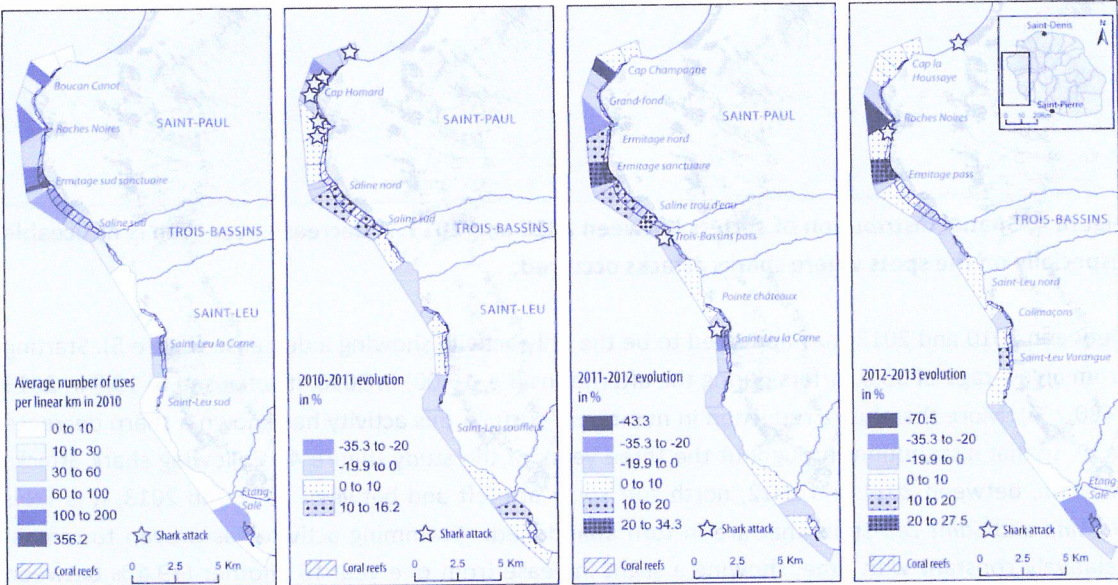 Boucan Canot
Roches Noires
SAINT-PAUL
Ermitage sud sanctuaire
Saline sud
TROIS-BASSINS
SAINT-LEU
Saint-Leu la Corne
Saint-Leu sud
Etang
Sale
Average number of uses
per linear km in 2010
0 to 10
10 to 30
30 to 60
60 to 100
100 to 200
356.2
Coral reefs
0 2.5 5 Km
Cap Homard
SAINT-PAUL
Saline nord
Saline sud
TROIS-BASSINS
SAINT-LEU
Saint-Leu souffleur
2010-2011 evolution
in %
-35.3 to -20
-19.9 to 0
0 to 10
10 to 16.2
Shark attack
Coral reefs
0 2.5 5 Km
Cap Champagne
Grand-fond
SAINT-PAUL
Ermitage nord
Ermitage sanctuaire
Saline trou d'eau
Trois-Bassins pass
Pointe châteaux
Saint-Leu la Corne
2011-2012 evolution
in %
-43.3
-35.3 to -20
-19.9 to 0
0 to 10
10 to 20
20 to 34.3
Shark attack
Coral reefs
0 2.5 5 Km
Saint-Denis
N
Saint-Pierre
0 10 20Km
Cap la
Houssaye
Roches Noires
SAINT-PAUL
Ermitage pass
TROIS-BASSINS
Saint-Leu nord
Colimaçons
Saint-Leu Varangue
2012-2013 evolution
in %
-70.5
-35.3 to -20
-19.9 to 0
0 to 10
10 to 20
20 to 27.5
Etang
Sale
Shark attack
Coral reefs
0 2.5 5 Km